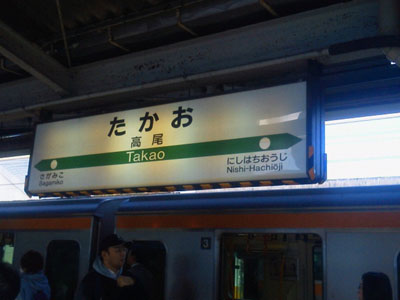 たかお
高尾
Takao
さがみこ
Sagamiko
にしはちおうじ
Nishi-Hachiōji
3